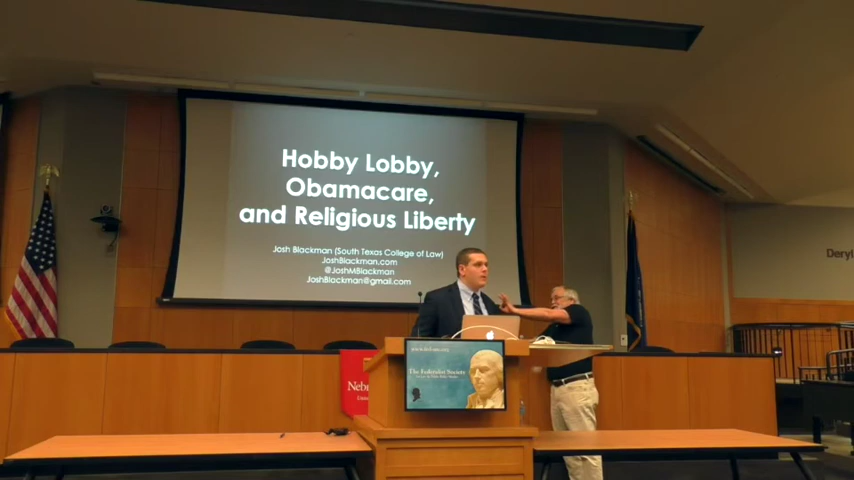 Hobby Lobby,
Obamacare,
and Religious Liberty
Josh Blackman (South Texas College of Law)
JoshBlackman.com
@JoshMBlackman
JoshBlackman@gmail.com
Deryl
The Federalist Society